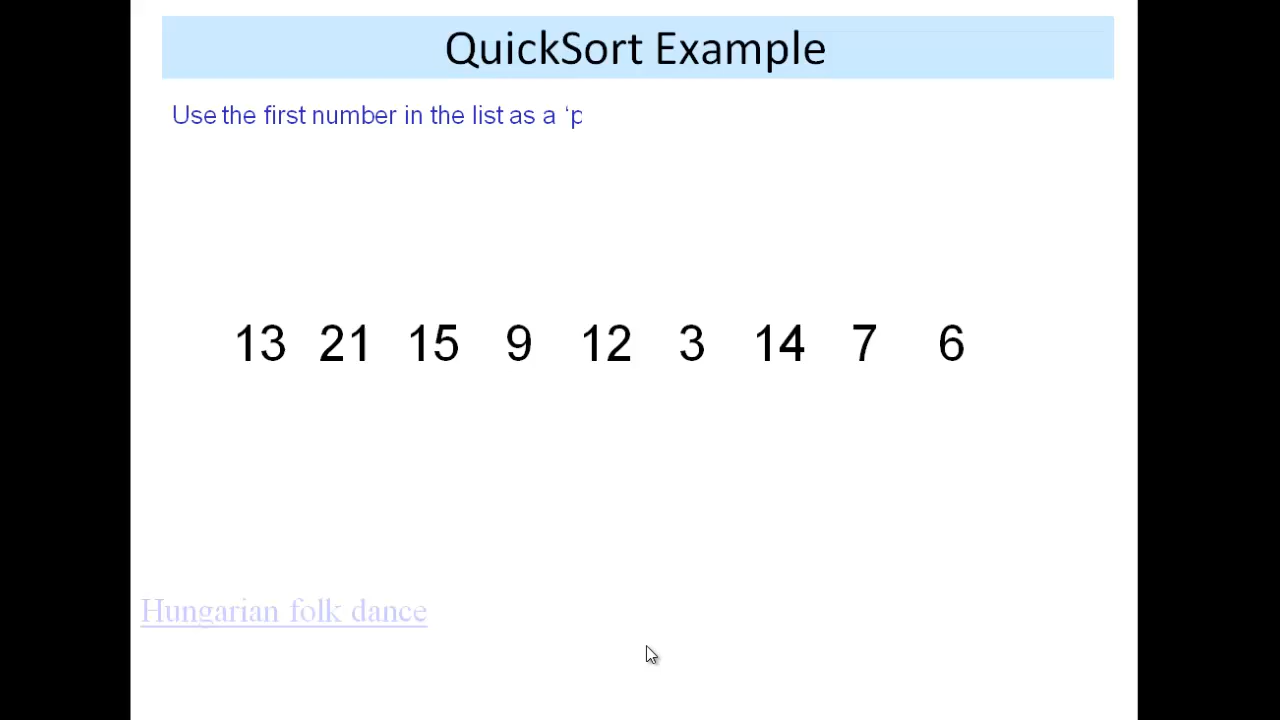 QuickSort Example
Use the first number in the list as a ‘p
13 21 15 9 12 3 14 7 6
Hungarian folk dance